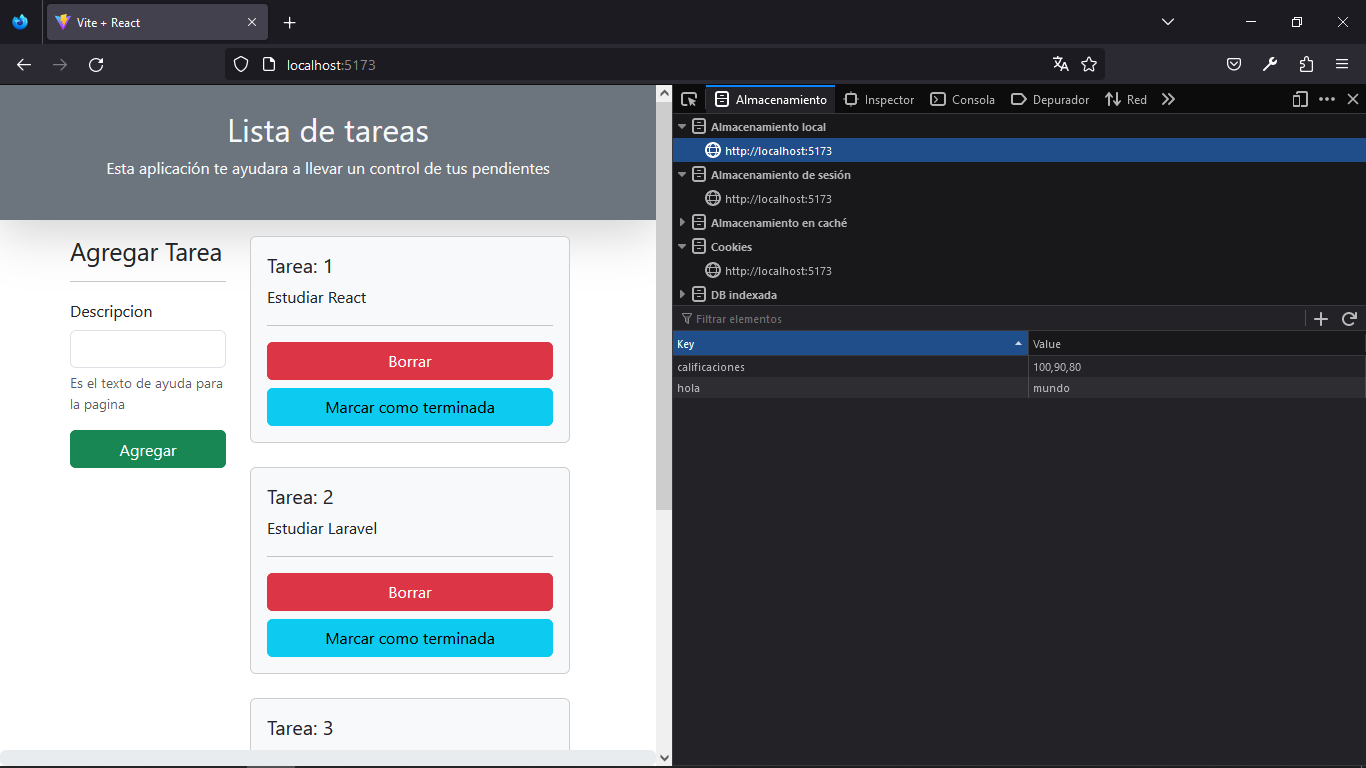 Vite + React
localhost:5173
Lista de tareas
Esta aplicación te ayudara a llevar un control de tus pendientes
Agregar Tarea
Descripcion
Es el texto de ayuda para
la pagina
Agregar
Tarea: 1
Estudiar React
Borrar
Marcar como terminada
Tarea: 2
Estudiar Laravel
Borrar
Marcar como terminada
Tarea: 3
Almacenamiento Inspector Consola Depurador Red
Almacenamiento local
http://localhost:5173
Almacenamiento de sesión
http://localhost:5173
Almacenamiento en caché
Cookies
http://localhost:5173
DB indexada
Filtrar elementos
Key Value
calificaciones 100,90,80
hola mundo